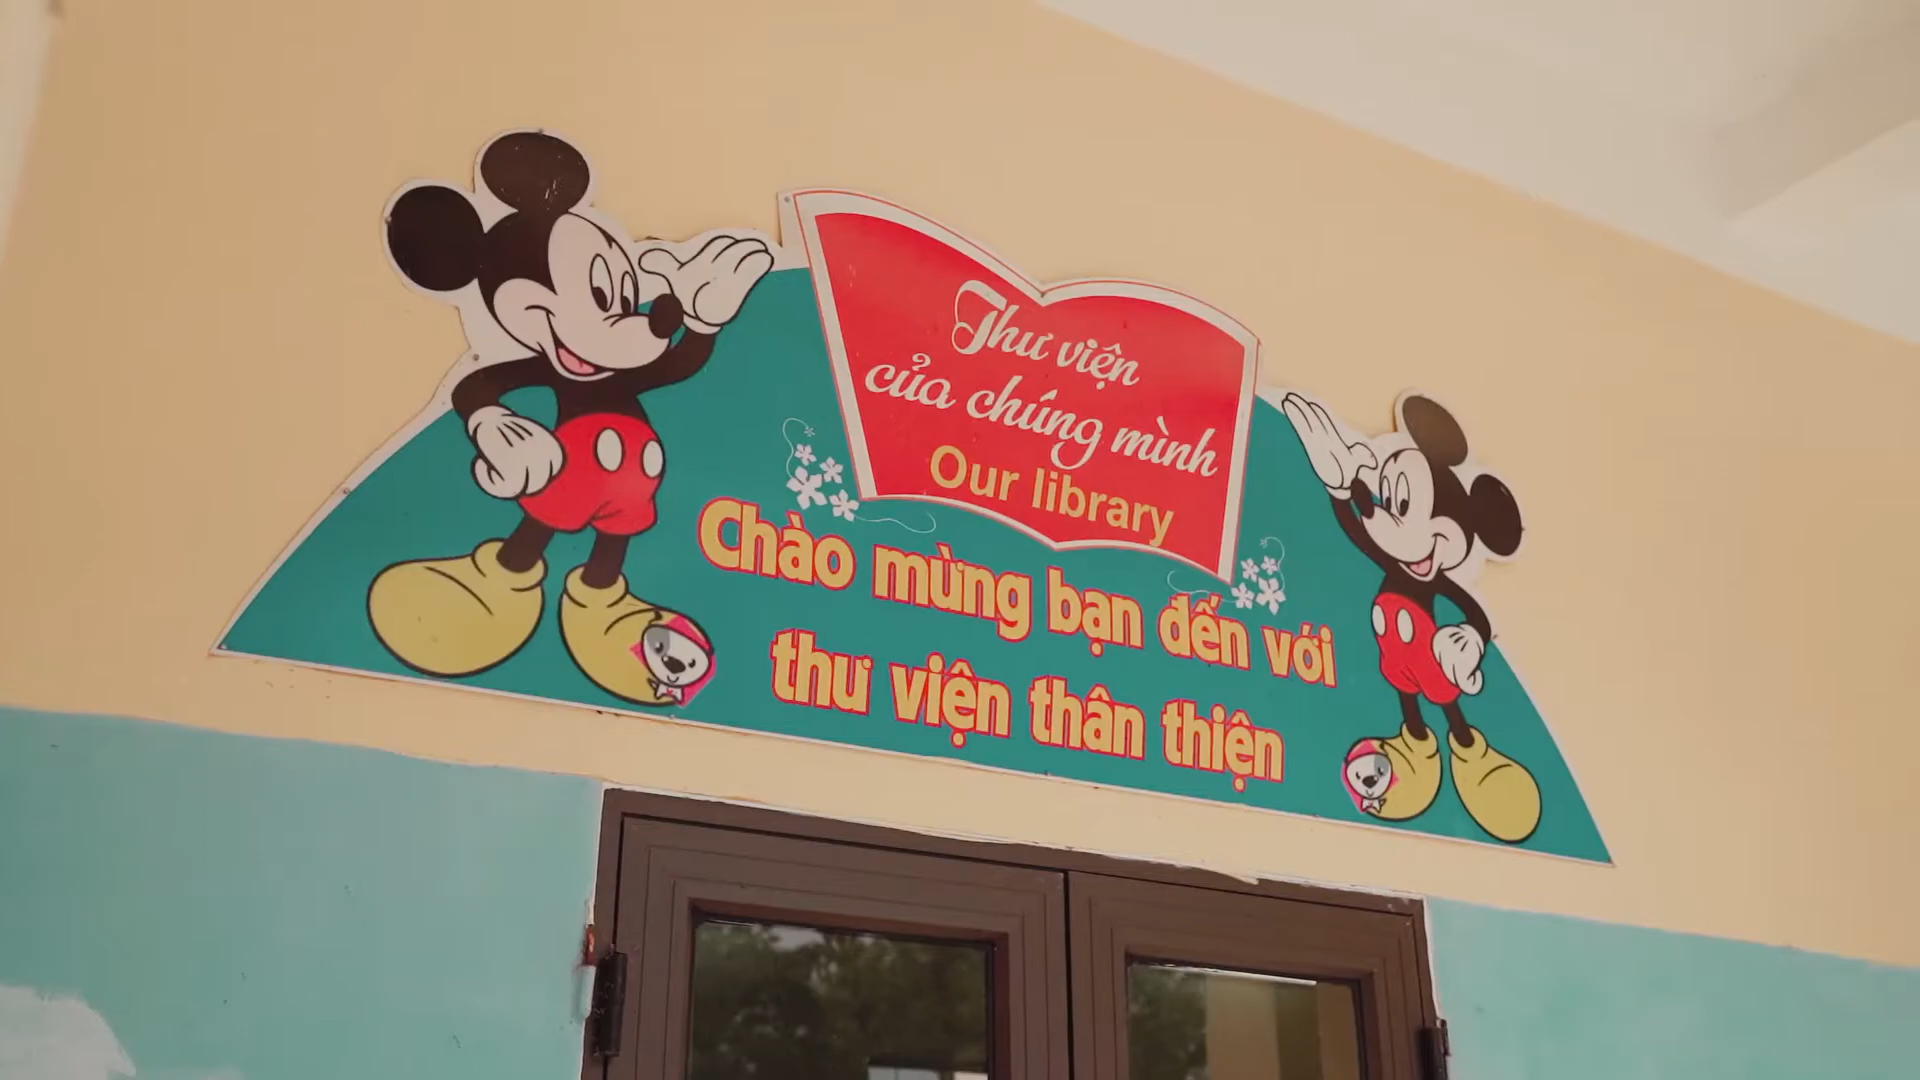 Thư viện
của chúng mình
Our library
Chào mừng bạn đến với
thư viện thân thiện